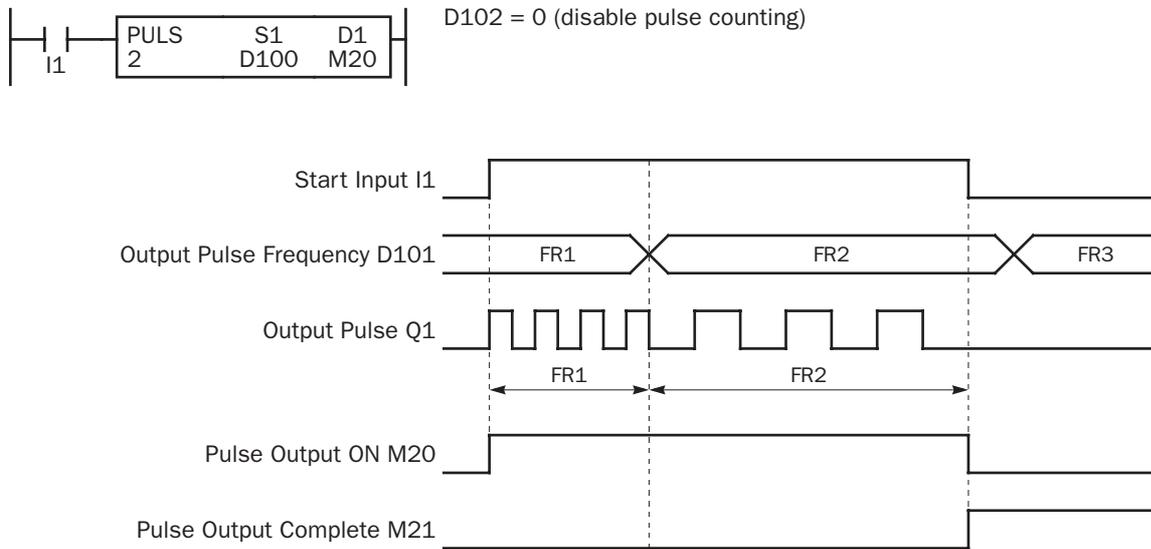 D102 = 0 (disable pulse counting)
PULS S1 D1
2 D100 M20
I1
Start Input I1
Output Pulse Frequency D101 FR1 FR2 FR3
Output Pulse Q1
FR1 FR2
Pulse Output ON M20
Pulse Output Complete M21